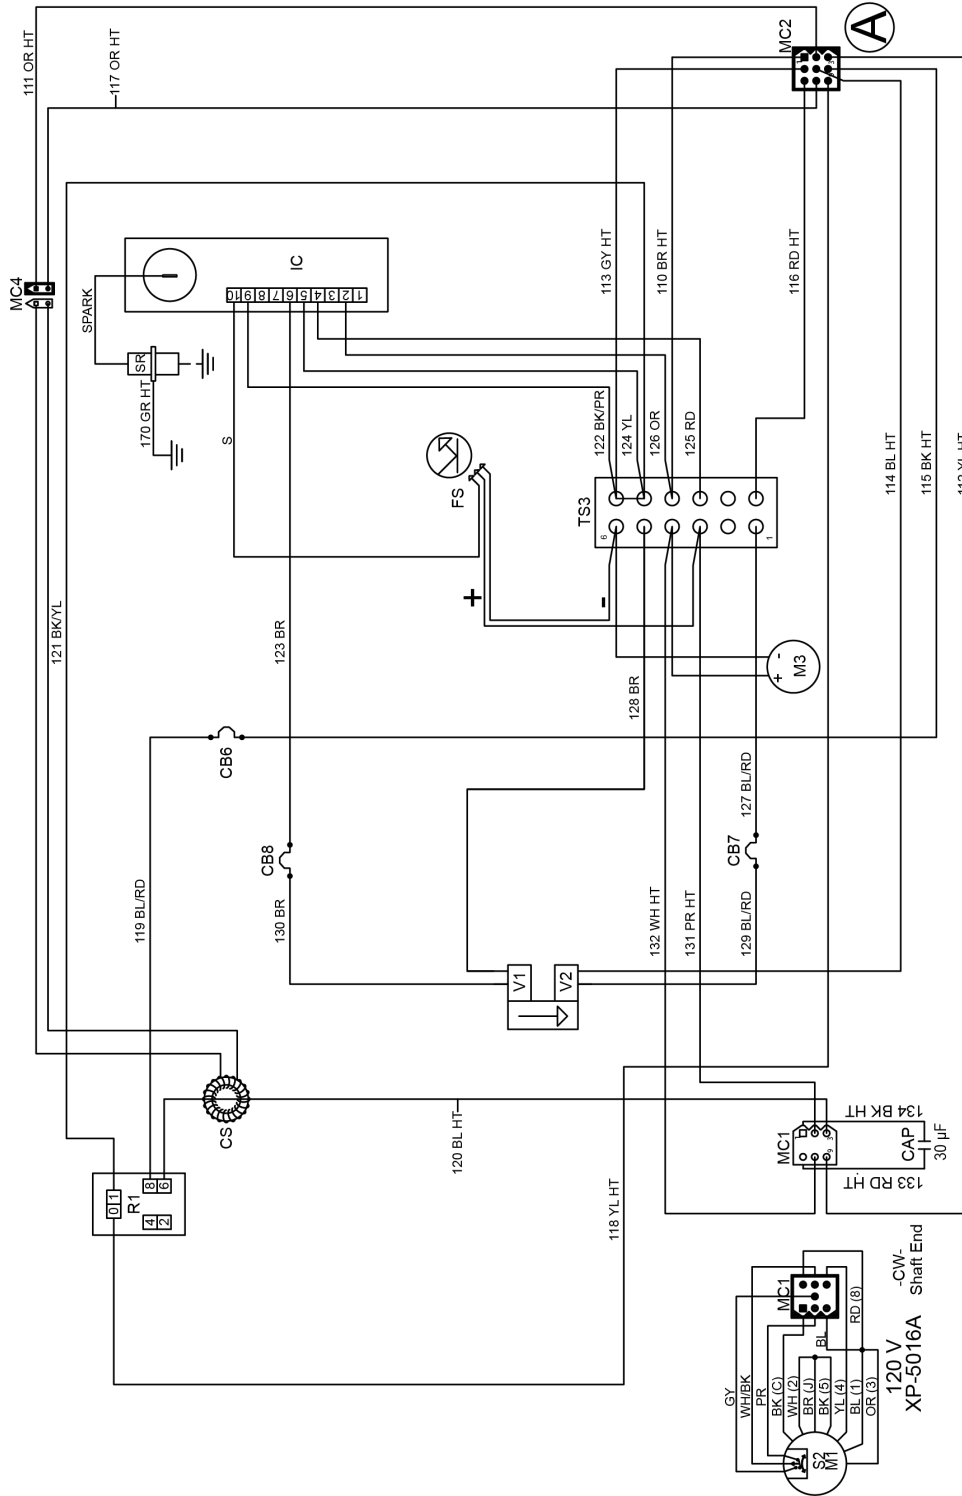 111 OR HT
117 OR HT
MC2
1
3
A
MC4
SPARK
SR
170 GR HT
IC
10
9
8
7
6
5
4
3
2
1
113 GY HT
110 BR HT
116 RD HT
S
FS
122 BK/PR
124 YL
126 OR
125 RD
TS3
6
1
114 BL HT
115 BK HT
121 BK/YL
123 BR
+
-
128 BR
+
-
M3
CB6
CB8
CB7
127 BL/RD
119 BL/RD
130 BR
132 WH HT
131 PR HT
129 BL/RD
V1
V2
CS
120 BL HT
118 YL HT
R1
0 1
8
6
4
2
MC1
1
3
9
134 BK HT
CAP
30 µF
133 RD HT
-CW-
Shaft End
MC1
RD (8)
BL
120 V
XP-5016A
GY
WH/BK
PR
BK (C)
WH (2)
BR (J)
BK (5)
YL (4)
BL (1)
OR (3)
S2
M1